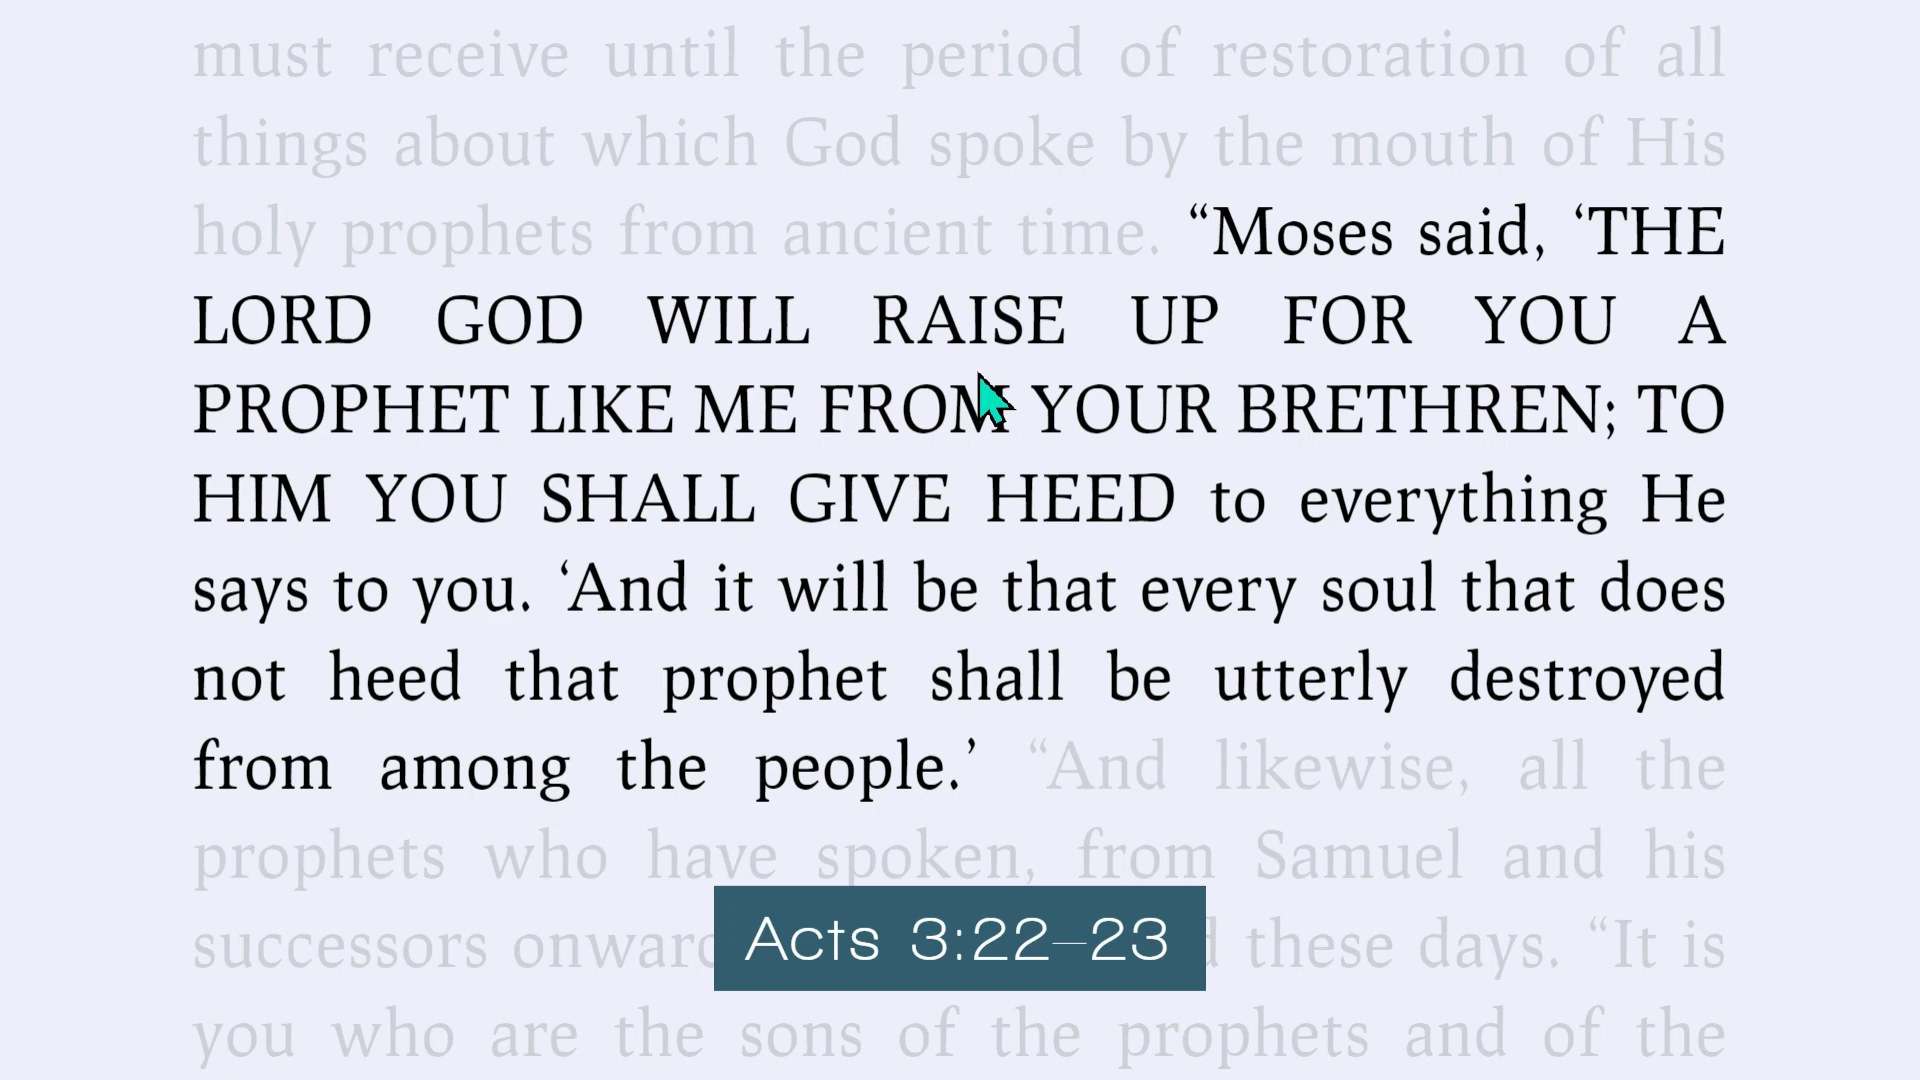 must receive until the period of restoration of all
things about which God spoke by the mouth of His
holy prophets from ancient time. “Moses said, ‘THE
LORD GOD WILL RAISE UP FOR YOU A
PROPHET LIKE ME FROM YOUR BRETHREN; TO
HIM YOU SHALL GIVE HEED to everything He
says to you. ‘And it will be that every soul that does
not heed that prophet shall be utterly destroyed
from among the people.’ “And likewise, all the
prophets who have spoken, from Samuel and his
successors these days. “It is
Acts 3:22–23
you who are the sons of the prophets and of the